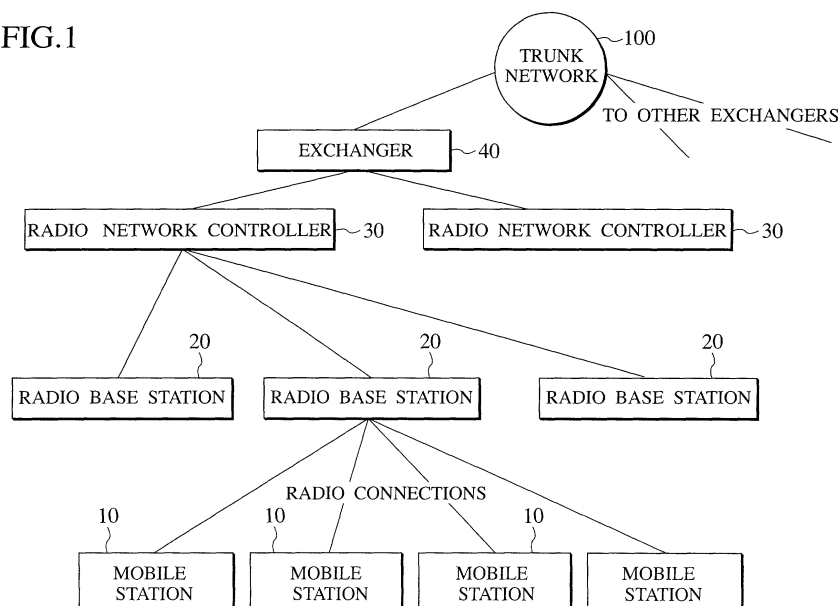 FIG.1
100
TRUNK
NETWORK
TO OTHER EXCHANGERS
EXCHANGER
40
RADIO NETWORK CONTROLLER
30
RADIO NETWORK CONTROLLER
30
20
20
20
RADIO BASE STATION
RADIO BASE STATION
RADIO BASE STATION
RADIO CONNECTIONS
10
10
10
MOBILE
STATION
MOBILE
STATION
MOBILE
STATION
MOBILE
STATION